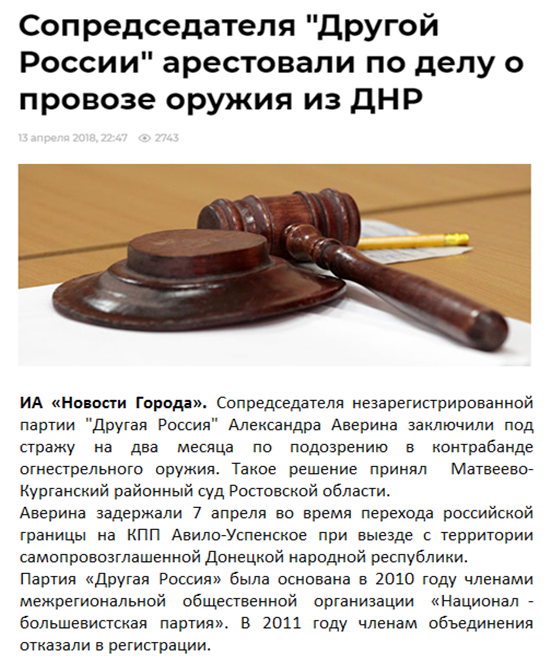 Сопредседателя "Другой
России" арестовали по делу о
провозе оружия из ДНР
13 апреля 2018, 22:47 2743
ИА «Новости Города». Сопредседателя незарегистрированной
партии "Другая Россия" Александра Аверина заключили под
стражу на два месяца по подозрению в контрабанде
огнестрельного оружия. Такое решение принял Матвеево-
Курганский районный суд Ростовской области.
Аверина задержали 7 апреля во время перехода российской
границы на КПП Авило-Успенское при выезде с территории
самопровозглашенной Донецкой народной республики.
Партия «Другая Россия» была основана в 2010 году членами
межрегиональной общественной организации «Национал -
большевистская партия». В 2011 году членам объединения
отказали в регистрации.